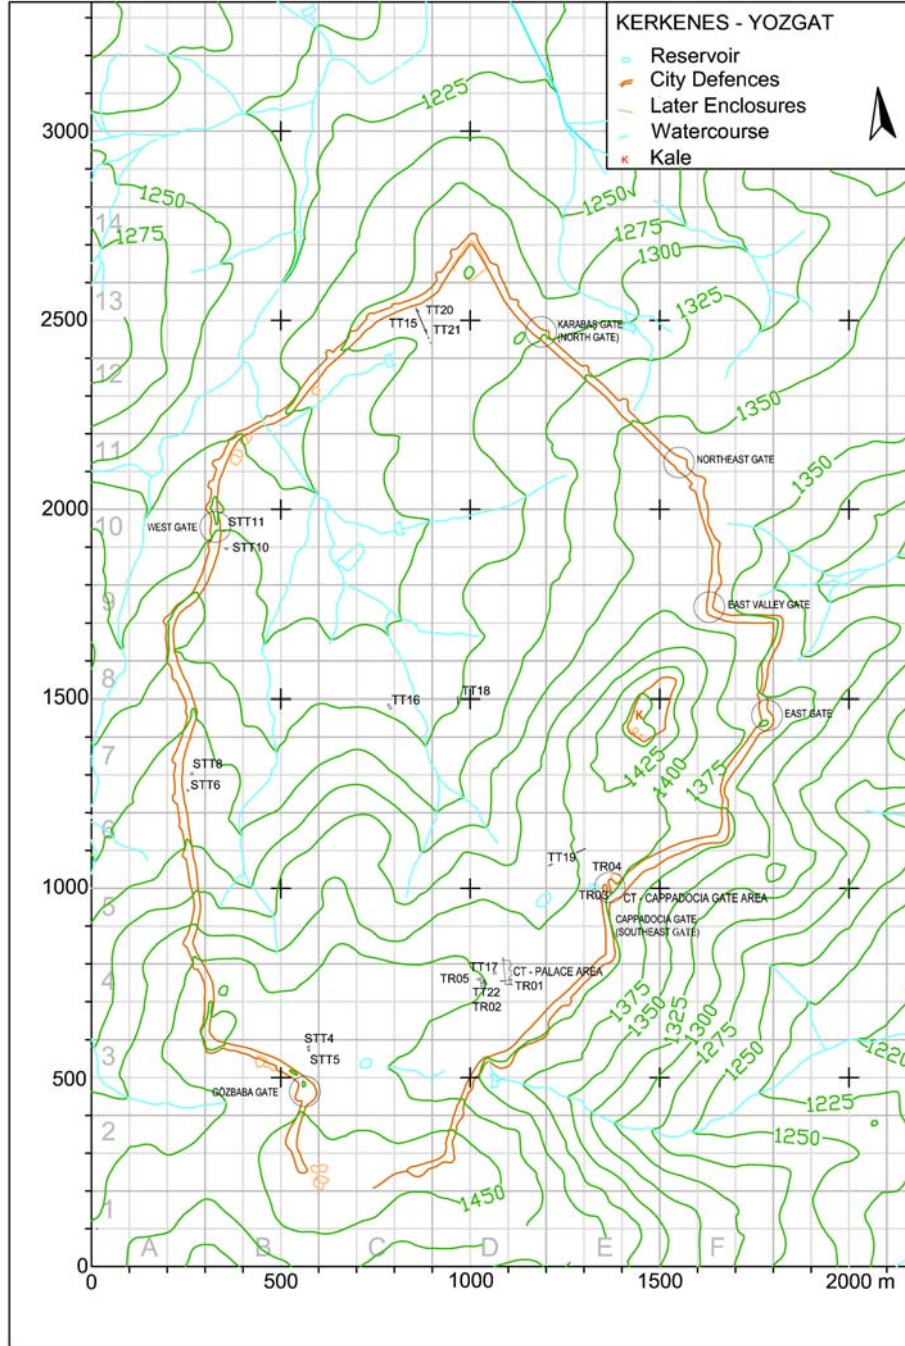 KERKENES - YOZGAT
Reservoir
City Defences
Later Enclosures
Watercourse
K Kale
1225
3000
1250
1250
14
1275
1275
1300
13
1325
TT20
2500
TT15
TT21
KARABAŞ GATE
(NORTH GATE)
12
1350
11
NORTHEAST GATE
1350
2000
10
WEST GATE
STT11
STT10
9
EAST VALLEY GATE
8
1500
TT16
TT18
K
EAST GATE
7
STT8
STT6
1425
1400
1375
6
TT19
TR04
1000
TR03
CT - CAPPADOCIA GATE AREA
5
CAPPADOCIA GATE
(SOUTHEAST GATE)
TT17
CT - PALACE AREA
4
TR05
TR01
TT22
TR02
1375
1350
1325
1300
1275
1250
1220
3
STT4
STT5
500
GÖZBABA GATE
1225
2
1250
1
1450
A
B
C
D
E
F
0
0
500
1000
1500
2000 m